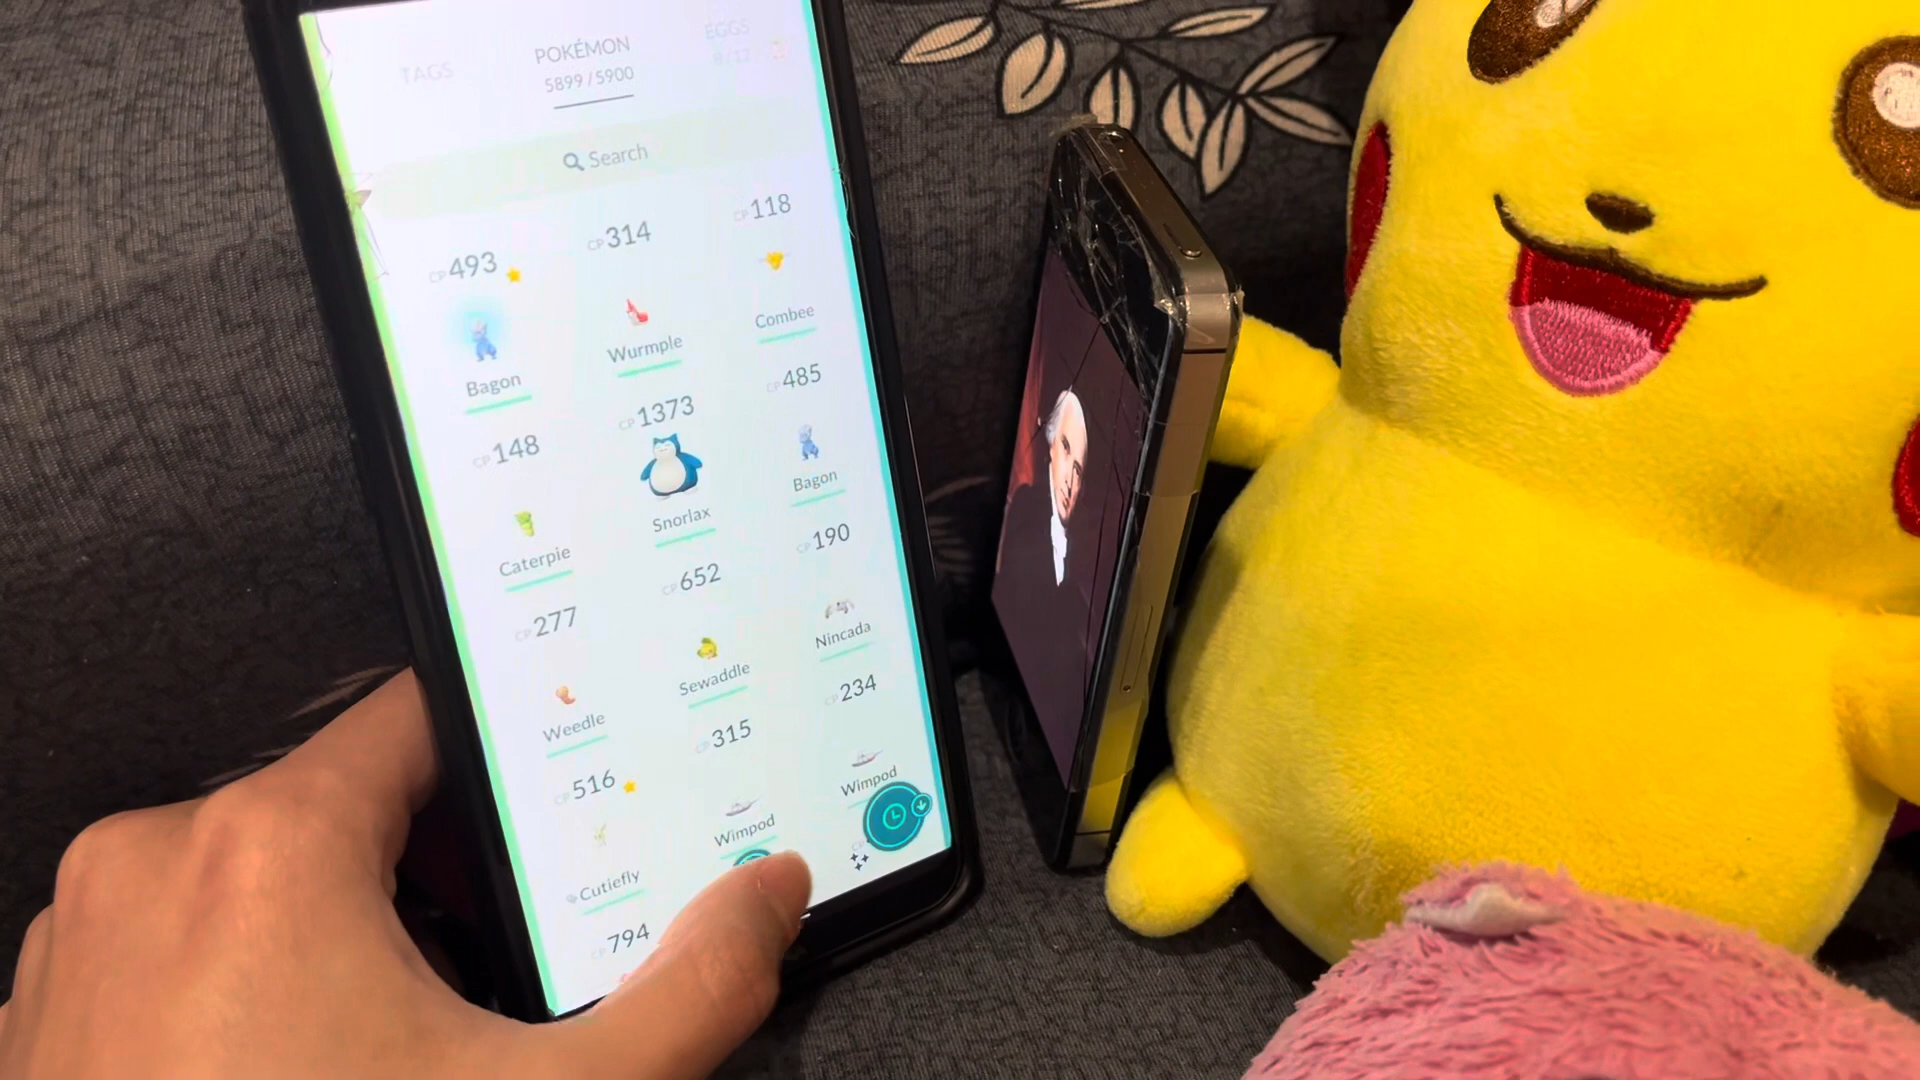 TAGS
POKÉMON
EGGS
5899 / 5900
Search
CP493
CP314
CP118
Bagon
Wurmple
Combee
CP148
CP1373
CP485
Caterpie
Snorlax
Bagon
CP277
CP652
CP190
Weedle
Sewaddle
Nincada
CP516
CP315
CP234
Cutiefly
Wimpod
Wimpod
CP794